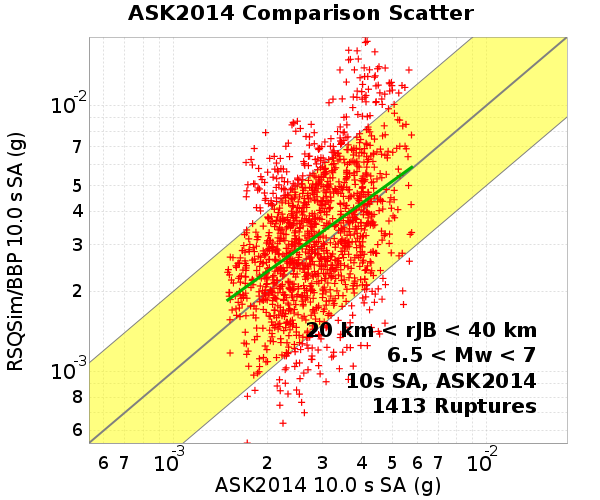 ASK2014 Comparison Scatter
RSQSim/BBP 10.0 s SA (g)
10-2
7
5
4
3
2
10-3
8
6
20 km < rJB < 40 km
6.5 < Mw < 7
10s SA, ASK2014
1413 Ruptures
6 7 10-3 2 3 4 5 6 7 10-2
ASK2014 10.0 s SA (g)